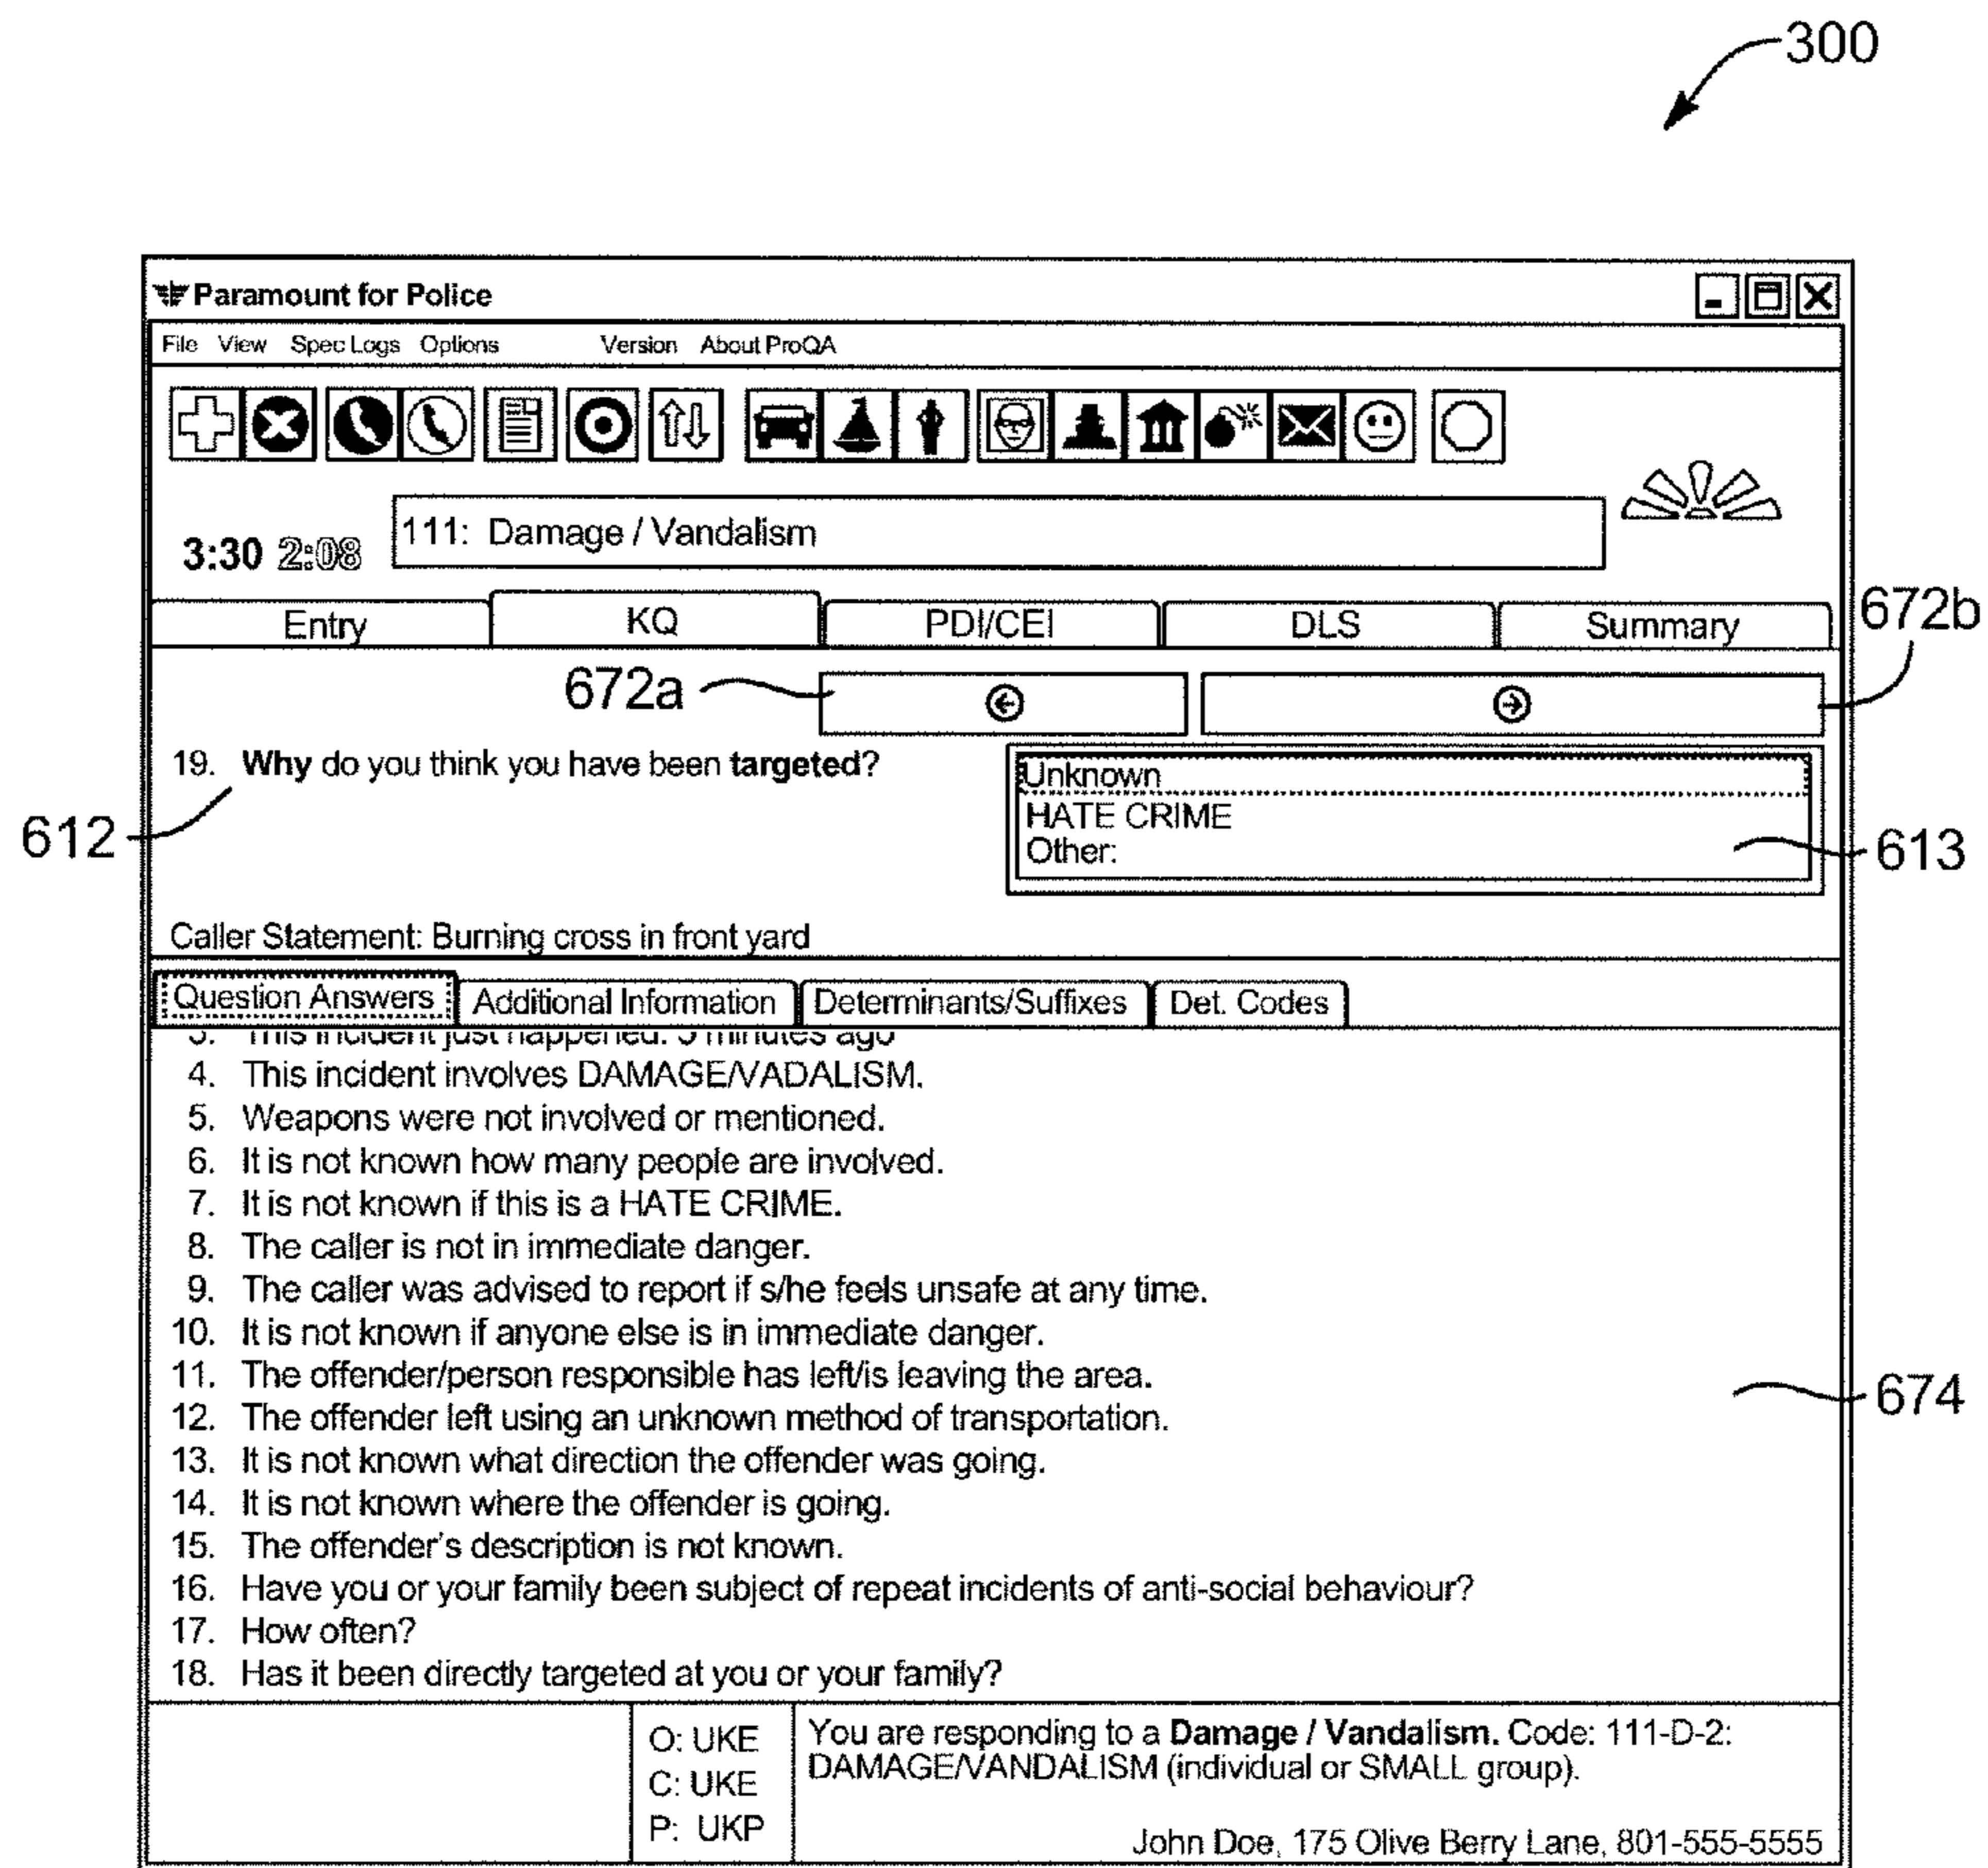 300
Paramount for Police
File View Spec Logs Options Version About ProQA
3:30 2:08
111: Damage / Vandalism
Entry KQ PDI/CEI DLS Summary
672b
672a
19. Why do you think you have been targeted?
Unknown
HATE CRIME
Other:
612
613
Caller Statement: Burning cross in front yard
Question Answers Additional Information Determinants/Suffixes Det. Codes
3. This incident just happened. 5 minutes ago
4. This incident involves DAMAGE/VADALISM.
5. Weapons were not involved or mentioned.
6. It is not known how many people are involved.
7. It is not known if this is a HATE CRIME.
8. The caller is not in immediate danger.
9. The caller was advised to report if s/he feels unsafe at any time.
10. It is not known if anyone else is in immediate danger.
11. The offender/person responsible has left/is leaving the area.
674
12. The offender left using an unknown method of transportation.
13. It is not known what direction the offender was going.
14. It is not known where the offender is going.
15. The offender's description is not known.
16. Have you or your family been subject of repeat incidents of anti-social behaviour?
17. How often?
18. Has it been directly targeted at you or your family?
O: UKE
C: UKE
P: UKP
You are responding to a Damage / Vandalism. Code: 111-D-2:
DAMAGE/VANDALISM (individual or SMALL group).
John Doe, 175 Olive Berry Lane, 801-555-5555